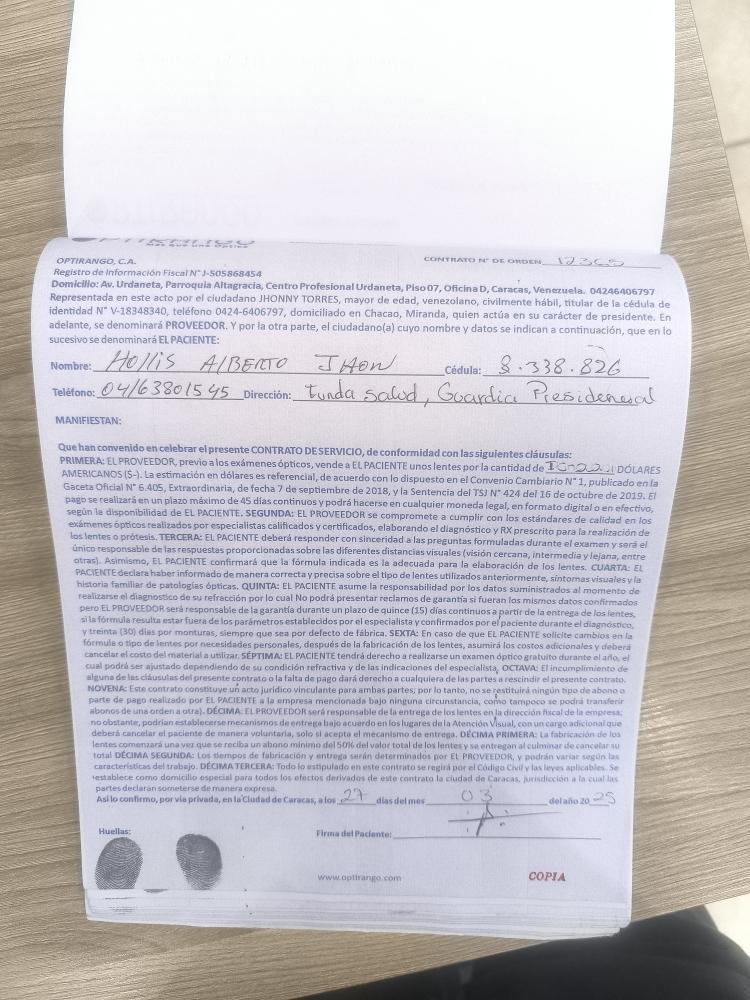 OPTIRANGO
Más que una óptica
OPTIRANGO, C.A.
CONTRATO N° DE ORDEN 12365
Registro de Información Fiscal N° J-505868454
Domicilio: Av. Urdaneta, Parroquia Altagracia, Centro Profesional Urdaneta, Piso 07, Oficina D, Caracas, Venezuela. 04246406797
Representada en este acto por el ciudadano JHONNY TORRES, mayor de edad, venezolano, civilmente hábil, titular de la cédula de
identidad N° V-18348340, teléfono 0424-6406797, domiciliado en Chacao, Miranda, quien actúa en su carácter de presidente. En
adelante, se denominará PROVEEDOR. Y por la otra parte, el ciudadano(a) cuyo nombre y datos se indican a continuación, que en lo
sucesivo se denominará EL PACIENTE:
Nombre: HOLLIS ALBERTO JHON Cédula: 8.338.826
Teléfono: 04163801545 Dirección: funda salud, Guardia Presidencial
MANIFIESTAN:
Que han convenido en celebrar el presente CONTRATO DE SERVICIO, de conformidad con las siguientes cláusulas:
PRIMERA: EL PROVEEDOR, previo a los exámenes ópticos, vende a EL PACIENTE unos lentes por la cantidad de DÓLARES
AMERICANOS ($-). La estimación en dólares es referencial, de acuerdo con lo dispuesto en el Convenio Cambiario N° 1, publicado en la
Gaceta Oficial N° 6.405, Extraordinaria, de fecha 7 de septiembre de 2018, y la Sentencia del TSJ N° 424 del 16 de octubre de 2019. El
pago se realizará en un plazo máximo de 45 días continuos y podrá hacerse en cualquier moneda legal, en formato digital o en efectivo,
según la disponibilidad de EL PACIENTE. SEGUNDA: EL PROVEEDOR se compromete a cumplir con los estándares de calidad en los
exámenes ópticos realizados por especialistas calificados y certificados, elaborando el diagnóstico y RX prescrito para la realización de
los lentes o prótesis. TERCERA: EL PACIENTE deberá responder con sinceridad a las preguntas formuladas durante el examen y será el
único responsable de las respuestas proporcionadas sobre las diferentes distancias visuales (visión cercana, intermedia y lejana, entre
otras). Asimismo, EL PACIENTE confirmará que la fórmula indicada es la adecuada para la elaboración de los lentes. CUARTA: EL
PACIENTE declara haber informado de manera correcta y precisa sobre el tipo de lentes utilizados anteriormente, síntomas visuales y la
historia familiar de patologías ópticas. QUINTA: EL PACIENTE asume la responsabilidad por los datos suministrados al momento de
realizarse el diagnostico de su refracción por lo cual No podrá presentar reclamos de garantía si fueran los mismos datos confirmados
pero EL PROVEEDOR será responsable de la garantía durante un plazo de quince (15) días continuos a partir de la entrega de los lentes,
si la fórmula resulta estar fuera de los parámetros establecidos por el especialista y confirmados por el paciente durante el diagnóstico,
y treinta (30) días por monturas, siempre que sea por defecto de fábrica. SEXTA: En caso de que EL PACIENTE solicite cambios en la
fórmula o tipo de lentes por necesidades personales, después de la fabricación de los lentes, asumirá los costos adicionales y deberá
cancelar el costo del material a utilizar. SÉPTIMA: EL PACIENTE tendrá derecho a realizarse un examen óptico gratuito durante el año, el
cual podrá ser ajustado dependiendo de su condición refractiva y de las indicaciones del especialista, OCTAVA: El incumplimiento de
alguna de las cláusulas del presente contrato o la falta de pago dará derecho a cualquiera de las partes a rescindir el presente contrato.
NOVENA: Este contrato constituye un acto jurídico vinculante para ambas partes; por lo tanto, no se restituirá ningún tipo de abono a
parte de pago realizado por EL PACIENTE a la empresa mencionada bajo ninguna circunstancia, como tampoco se podrá transferir
abonos de una orden a otra). DÉCIMA: EL PROVEEDOR será responsable de la entrega de los lentes en la dirección fiscal de la empresa;
no obstante, podrían establecerse mecanismos de entrega bajo acuerdo en los lugares de la Atención Visual, con un cargo adicional que
deberá cancelar el paciente de manera voluntaria, solo si acepta el mecanismo de entrega. DÉCIMA PRIMERA: La fabricación de los
lentes comenzará una vez que se reciba un abono mínimo del 50% del valor total de los lentes y se entregan al culminar de cancelar su
total DÉCIMA SEGUNDA: Los tiempos de fabricación y entrega serán determinados por EL PROVEEDOR, y podrán variar según las
características del trabajo. DÉCIMA TERCERA: Todo lo estipulado en este contrato se regirá por el Código Civil y las leyes aplicables. Se
establece como domicilio especial para todos los efectos derivados de este contrato la ciudad de Caracas, jurisdicción a la cual las
partes declaran someterse de manera expresa.
Así lo confirmo, por vía privada, en la Ciudad de Caracas, a los 27 días del mes 03 del año 2025
Huellas:
Firma del Paciente:
www.optirango.com
COPIA